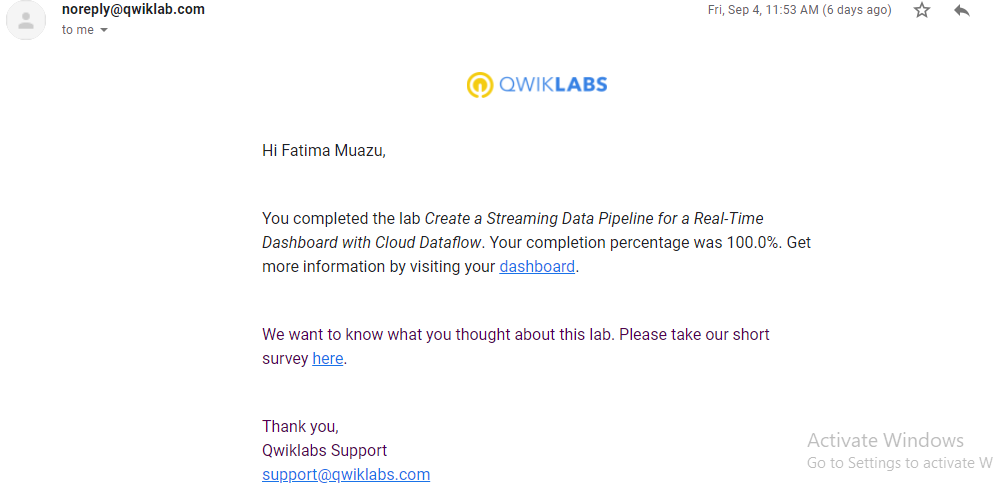 noreply@qwiklab.com
Fri, Sep 4, 11:53 AM (6 days ago)
to me
QWIKLABS
Hi Fatima Muazu,
You completed the lab Create a Streaming Data Pipeline for a Real-Time
Dashboard with Cloud Dataflow. Your completion percentage was 100.0%. Get
more information by visiting your dashboard.
We want to know what you thought about this lab. Please take our short
survey here.
Thank you,
Qwiklabs Support
support@qwiklabs.com
Activate Windows
Go to Settings to activate W